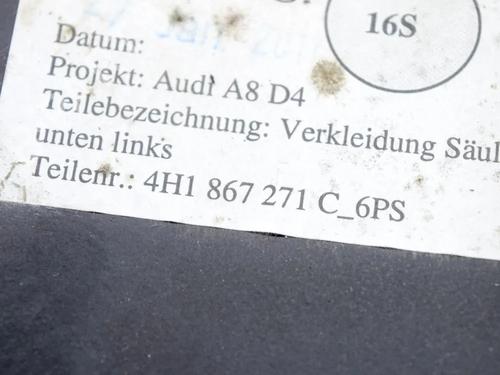 16S
Datum:
Projekt: Audi A8 D4
Teilebezeichnung: Verkleidung Säul
unten links
Teilenr.: 4H1 867 271 C_6PS